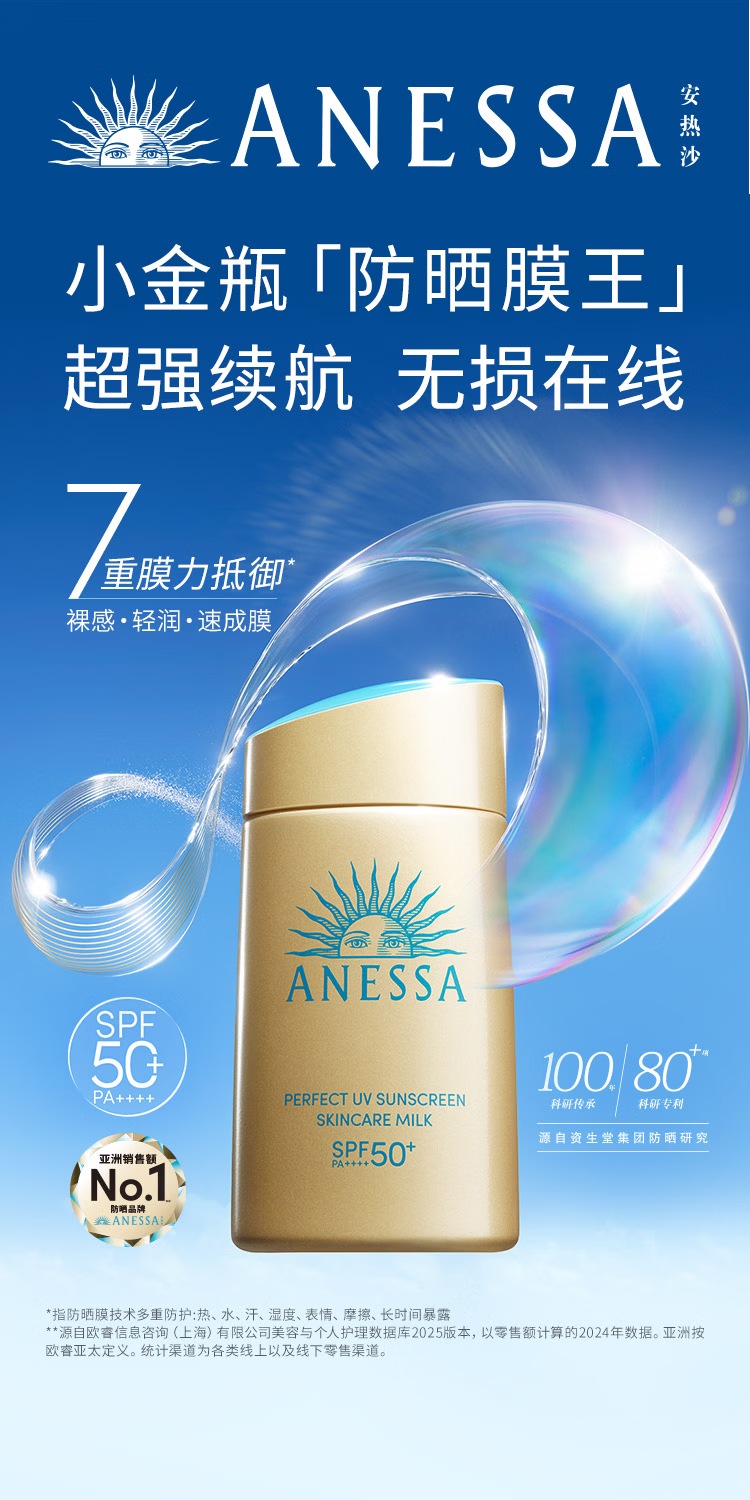 ANESSA
安热沙
小金瓶「防晒膜王」
超强续航 无损在线
7重膜力抵御*
裸感·轻润·速成膜
ANESSA
PERFECT UV SUNSCREEN
SKINCARE MILK
SPF50+
PA++++
SPF
50+
PA++++
100年
科研传承
80+项
科研专利
源自资生堂集团防晒研究
亚洲销售额
No.1**
防晒品牌
ANESSA
*指防晒膜技术多重防护:热、水、汗、湿度、表情、摩擦、长时间暴露
**源自欧睿信息咨询（上海）有限公司美容与个人护理数据库2025版本，以零售额计算的2024年数据。亚洲按
欧睿亚太定义。统计渠道为各类线上以及线下零售渠道。